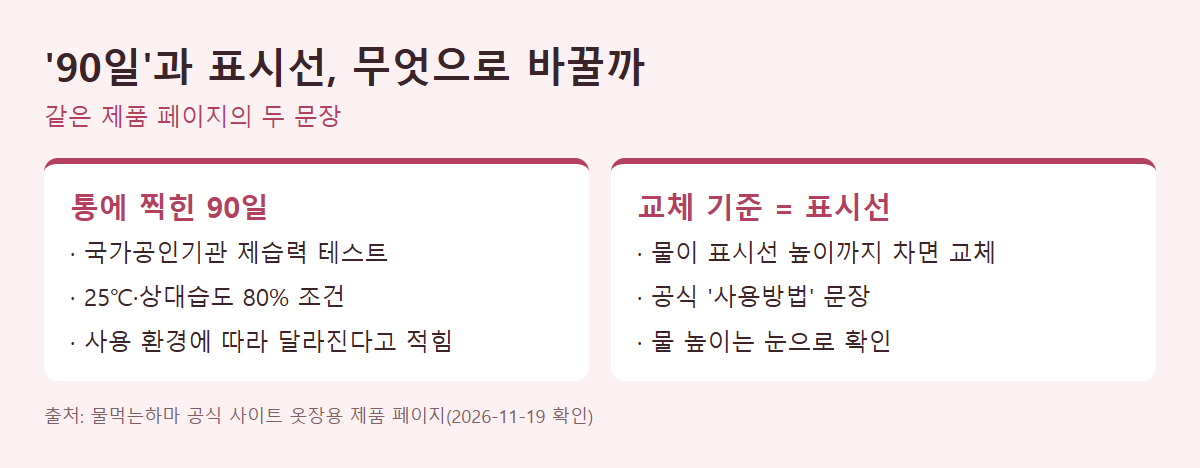 '90일'과 표시선, 무엇으로 바꿀까
같은 제품 페이지의 두 문장
통에 찍힌 90일
· 국가공인기관 제습력 테스트
· 25℃·상대습도 80% 조건
· 사용 환경에 따라 달라진다고 적힘
교체 기준 = 표시선
· 물이 표시선 높이까지 차면 교체
· 공식 '사용방법' 문장
· 물 높이는 눈으로 확인
출처: 물먹는하마 공식 사이트 옷장용 제품 페이지(2026-11-19 확인)